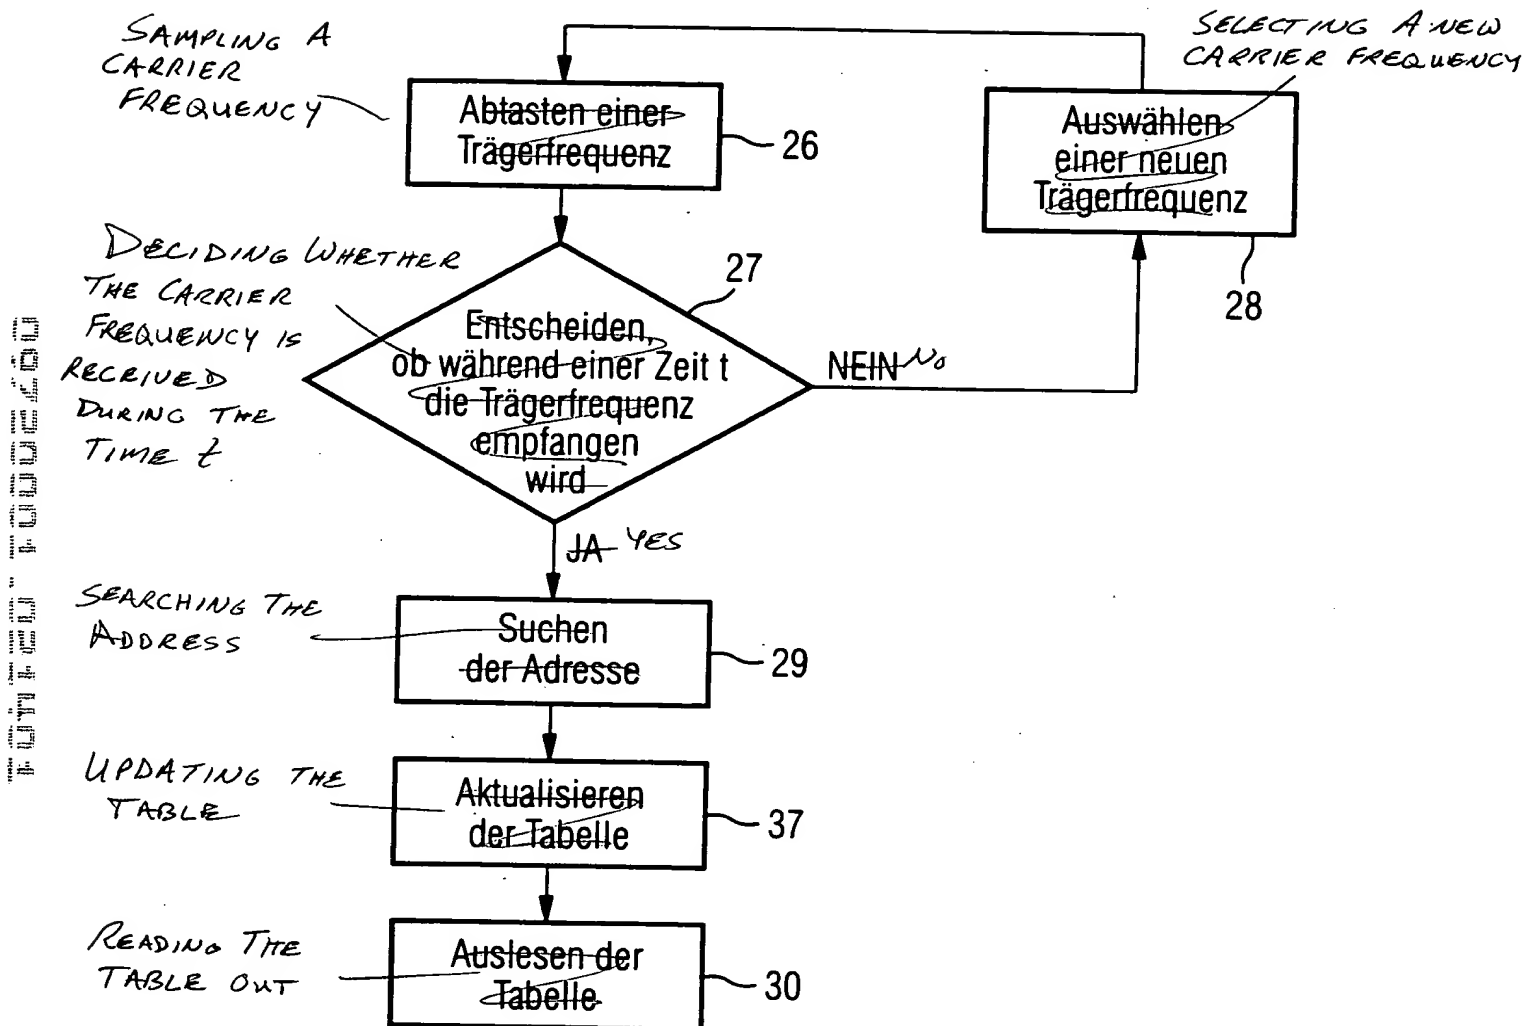 SAMPLING A
CARRIER
FREQUENCY
Abtasten einer
Trägerfrequenz
26
SELECTING A NEW
CARRIER FREQUENCY
Auswählen
einer neuen
Trägerfrequenz
28
DECIDING WHETHER
THE CARRIER
FREQUENCY IS
RECEIVED
DURING THE
TIME t
27
Entscheiden,
ob während einer Zeit t
die Trägerfrequenz
empfangen
wird
NEIN No
JA YES
SEARCHING THE
ADDRESS
Suchen
der Adresse
29
UPDATING THE
TABLE
Aktualisieren
der Tabelle
37
READING THE
TABLE OUT
Auslesen der
Tabelle
30